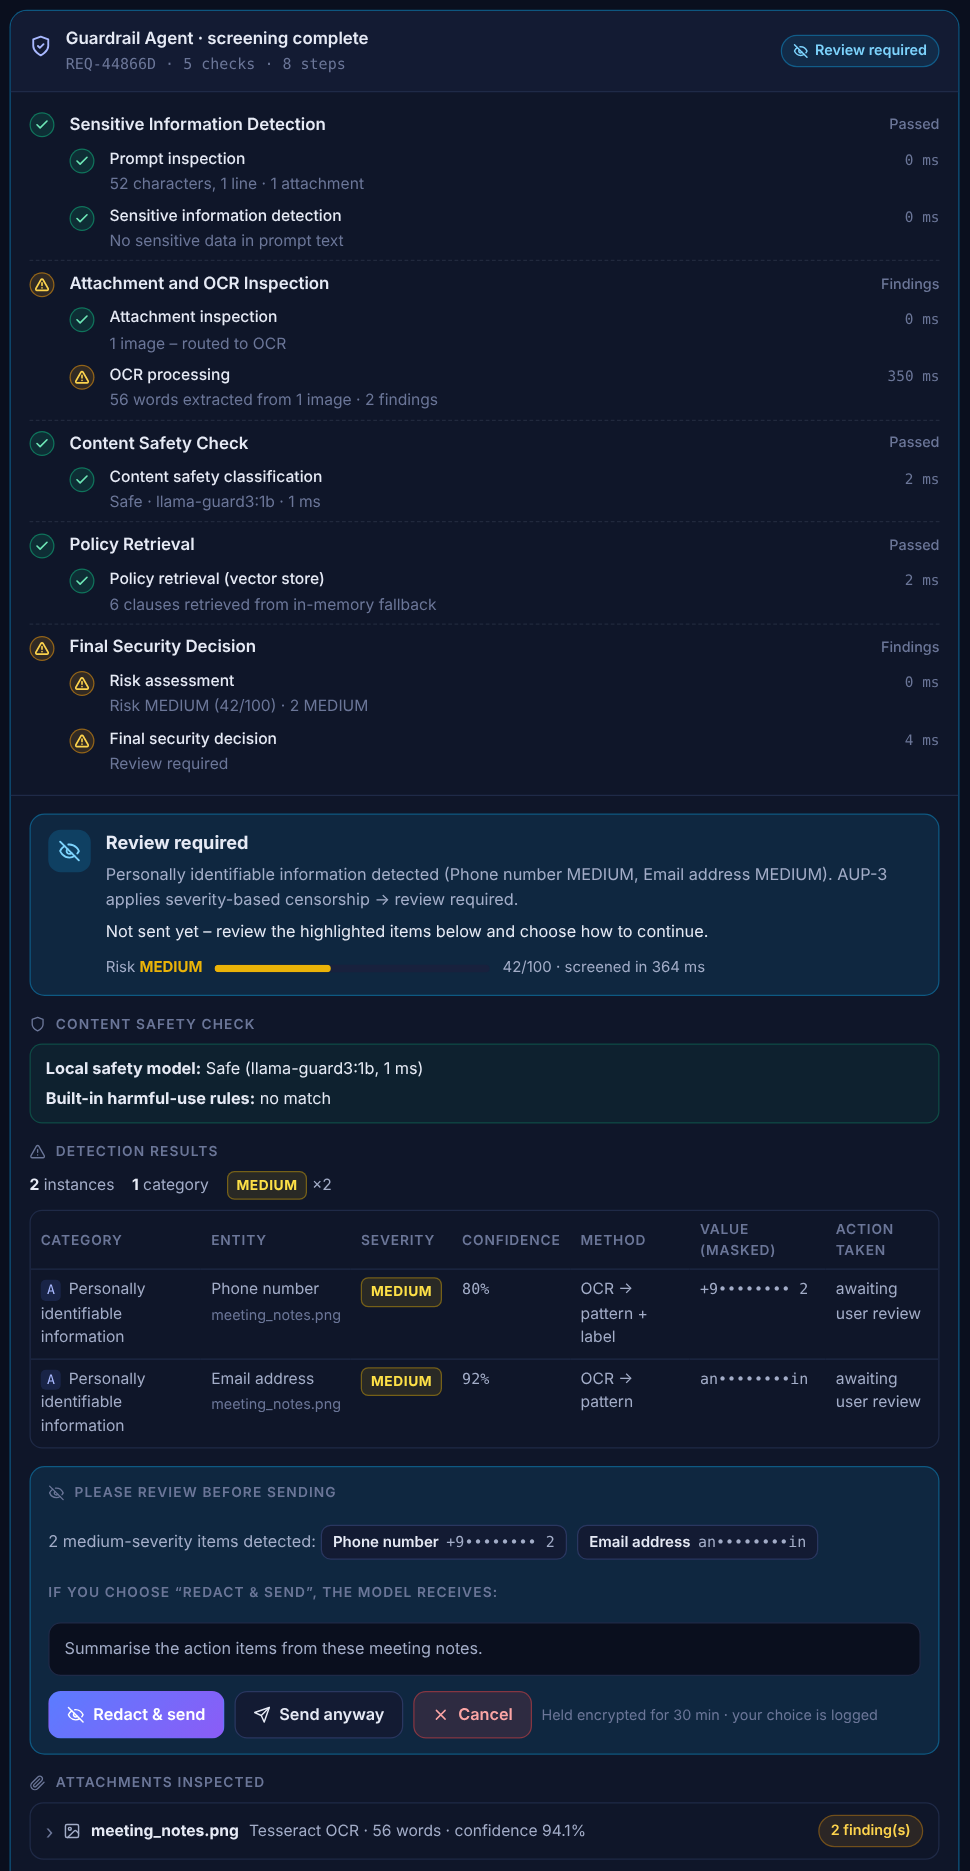 Guardrail Agent · screening complete
REQ-44866D · 5 checks · 8 steps
Review required
Sensitive Information Detection
Passed
Prompt inspection
0 ms
52 characters, 1 line · 1 attachment
Sensitive information detection
0 ms
No sensitive data in prompt text
Attachment and OCR Inspection
Findings
Attachment inspection
0 ms
1 image – routed to OCR
OCR processing
350 ms
56 words extracted from 1 image · 2 findings
Content Safety Check
Passed
Content safety classification
2 ms
Safe · llama-guard3:1b · 1 ms
Policy Retrieval
Passed
Policy retrieval (vector store)
2 ms
6 clauses retrieved from in-memory fallback
Final Security Decision
Findings
Risk assessment
0 ms
Risk MEDIUM (42/100) · 2 MEDIUM
Final security decision
4 ms
Review required
Review required
Personally identifiable information detected (Phone number MEDIUM, Email address MEDIUM). AUP-3
applies severity-based censorship → review required.
Not sent yet – review the highlighted items below and choose how to continue.
Risk MEDIUM 42/100 · screened in 364 ms
CONTENT SAFETY CHECK
Local safety model: Safe (llama-guard3:1b, 1 ms)
Built-in harmful-use rules: no match
DETECTION RESULTS
2 instances 1 category MEDIUM ×2
CATEGORY ENTITY SEVERITY CONFIDENCE METHOD VALUE (MASKED) ACTION TAKEN
A Personally identifiable information
Phone number
meeting_notes.png
MEDIUM
80%
OCR → pattern + label
+9•••••••• 2
awaiting user review
A Personally identifiable information
Email address
meeting_notes.png
MEDIUM
92%
OCR → pattern
an••••••••in
awaiting user review
PLEASE REVIEW BEFORE SENDING
2 medium-severity items detected: Phone number +9•••••••• 2 Email address an••••••••in
IF YOU CHOOSE “REDACT & SEND”, THE MODEL RECEIVES:
Summarise the action items from these meeting notes.
Redact & send Send anyway Cancel Held encrypted for 30 min · your choice is logged
ATTACHMENTS INSPECTED
meeting_notes.png Tesseract OCR · 56 words · confidence 94.1% 2 finding(s)